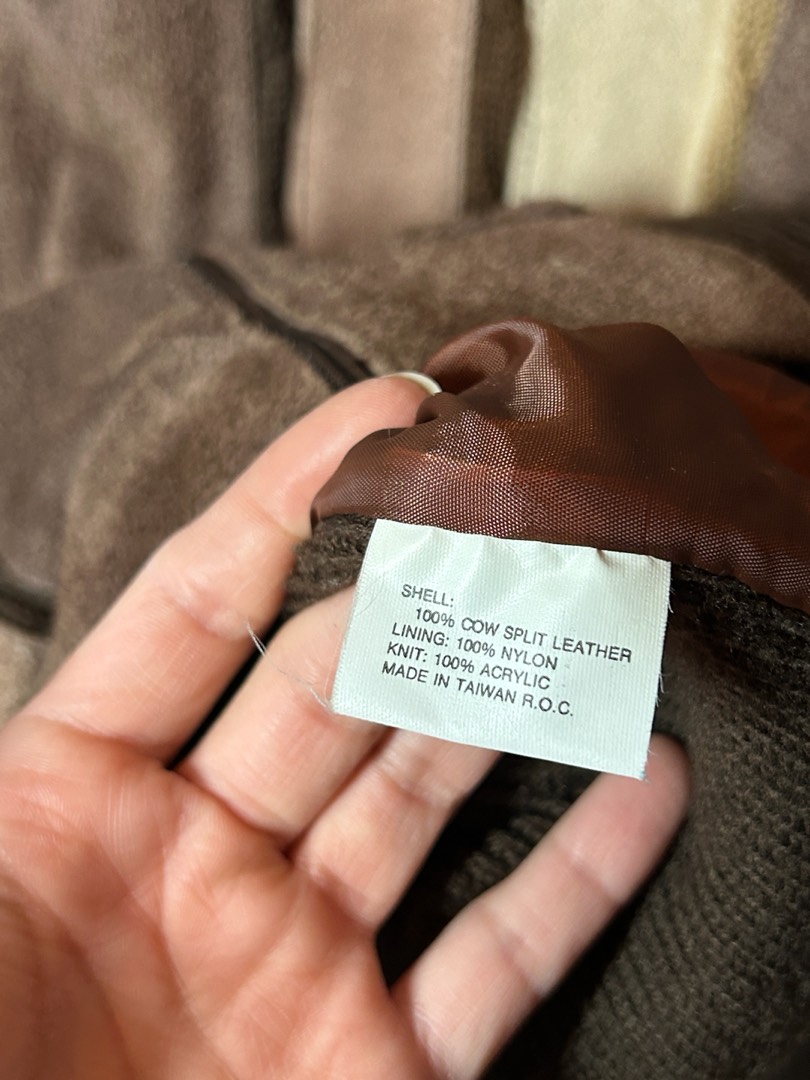 SHELL:
100% COW SPLIT LEATHER
LINING: 100% NYLON
KNIT: 100% ACRYLIC
MADE IN TAIWAN R.O.C.